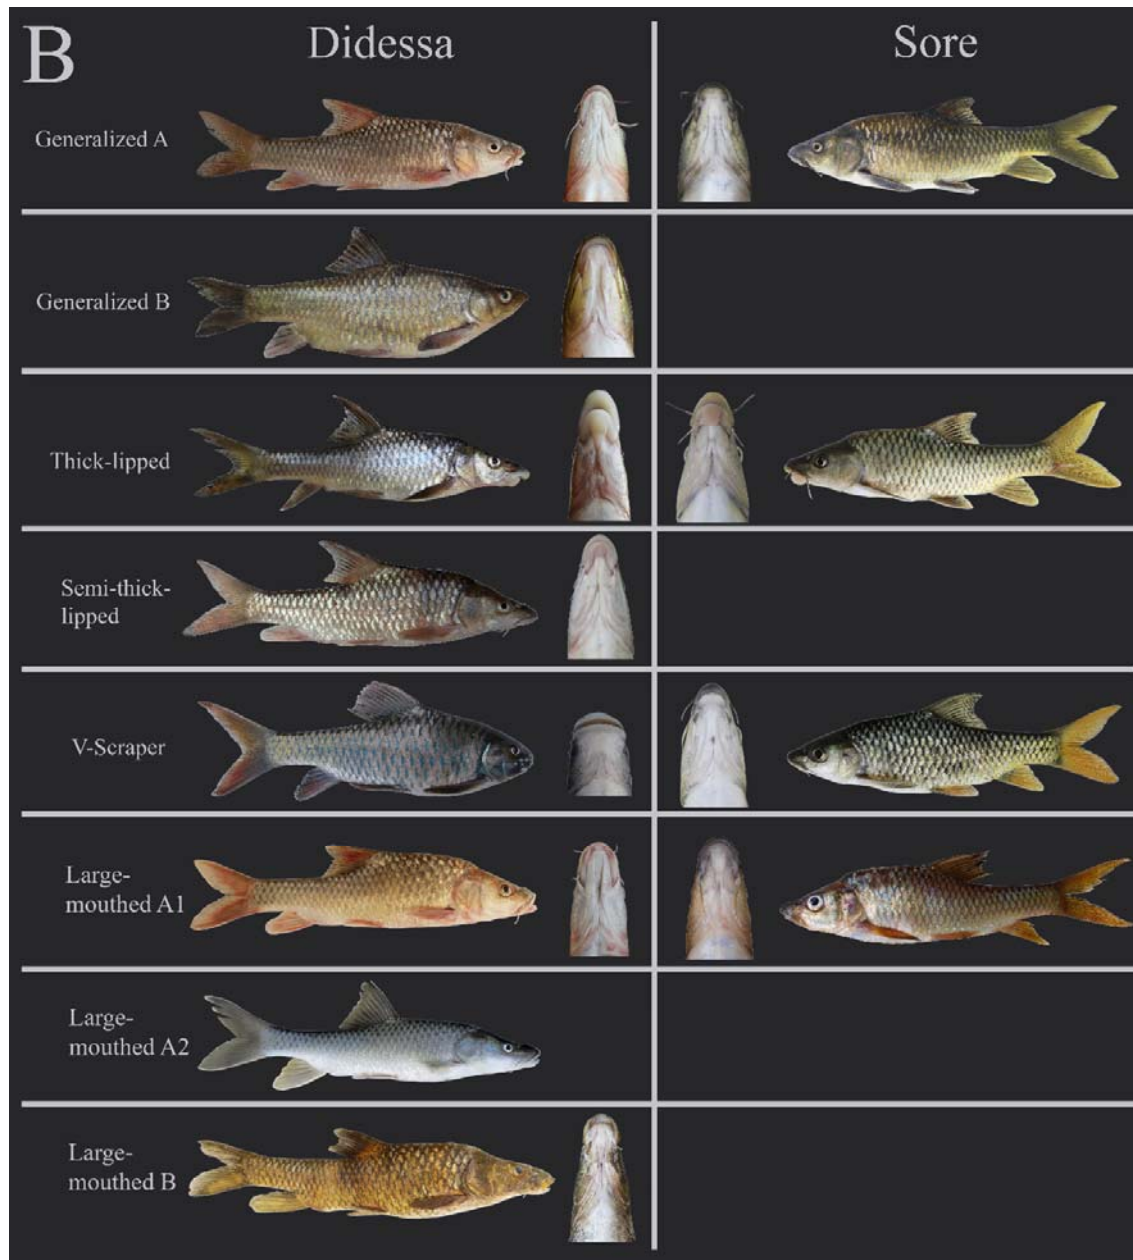 B
Didessa
Sore
Generalized A
Generalized B
Thick-lipped
Semi-thick-
lipped
V-Scraper
Large-
mouthed A1
Large-
mouthed A2
Large-
mouthed B